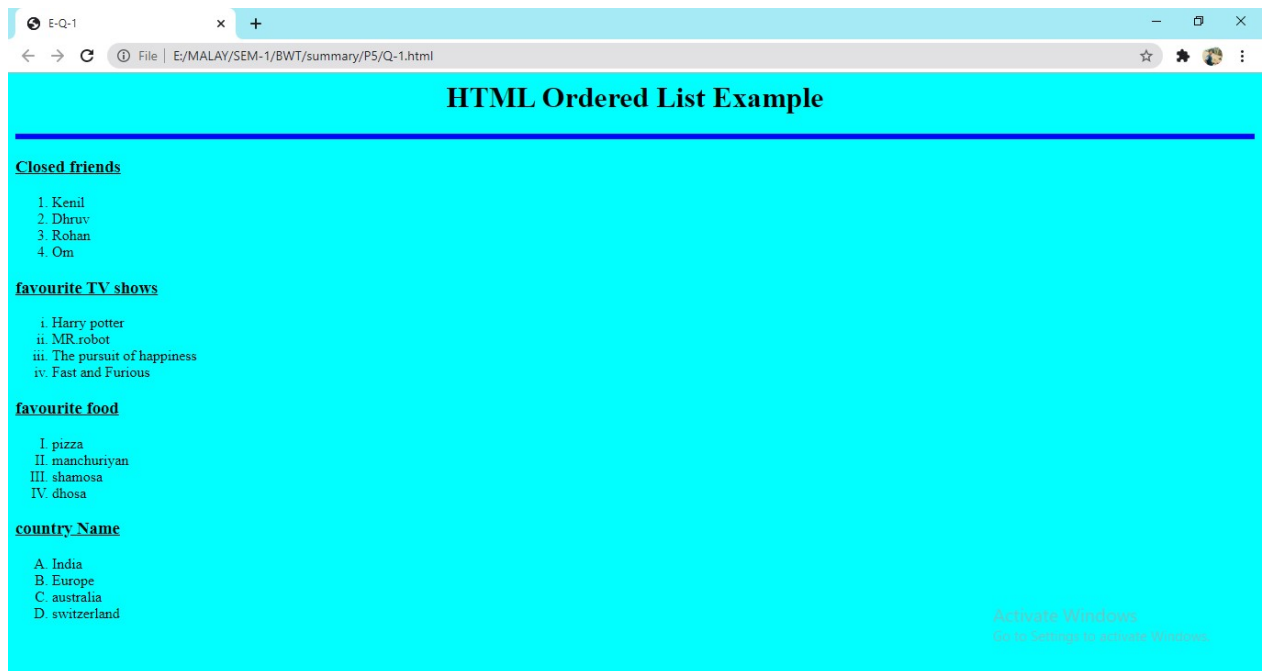 E-Q-1
File | E:/MALAY/SEM-1/BWT/summary/P5/Q-1.html
HTML Ordered List Example
Closed friends
1. Kenil
2. Dhruv
3. Rohan
4. Om
favourite TV shows
i. Harry potter
ii. MR.robot
iii. The pursuit of happiness
iv. Fast and Furious
favourite food
I. pizza
II. manchuriyan
III. shamosa
IV. dhosa
country Name
A. India
B. Europe
C. australia
D. switzerland
Activate Windows
Go to Settings to activate Windows.